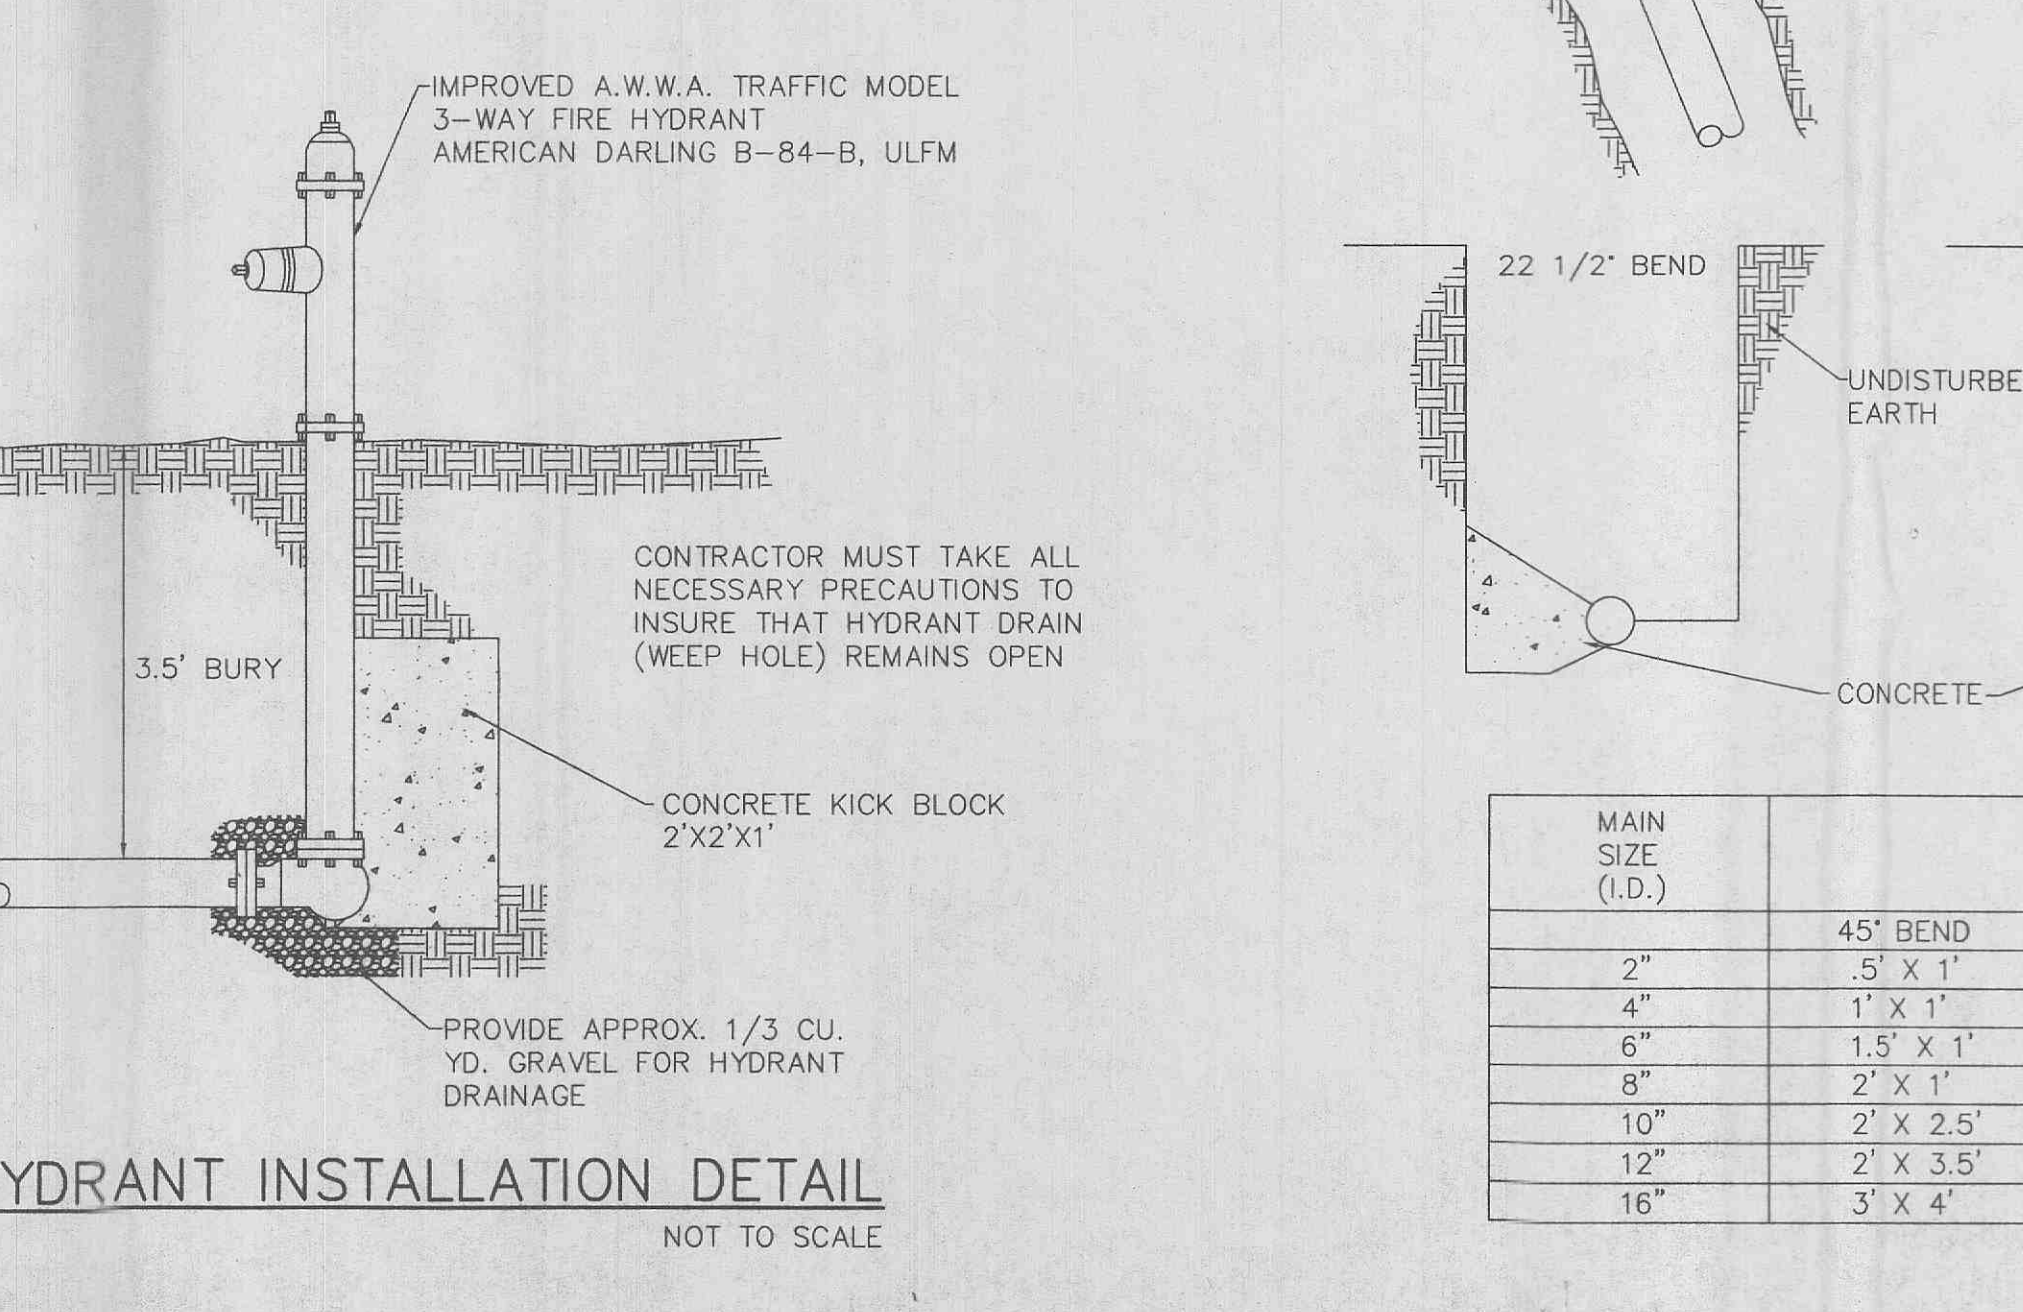 IMPROVED A.W.W.A. TRAFFIC MODEL
3-WAY FIRE HYDRANT
AMERICAN DARLING B-84-B, ULFM
3.5' BURY
CONTRACTOR MUST TAKE ALL
NECESSARY PRECAUTIONS TO
INSURE THAT HYDRANT DRAIN
(WEEP HOLE) REMAINS OPEN
CONCRETE KICK BLOCK
2'X2'X1'
PROVIDE APPROX. 1/3 CU.
YD. GRAVEL FOR HYDRANT
DRAINAGE
YDRANT INSTALLATION DETAIL
NOT TO SCALE
22 1/2° BEND
UNDISTURBE
EARTH
CONCRETE
MAIN
SIZE
(I.D.)
45° BEND
2" .5' X 1'
4" 1' X 1'
6" 1.5' X 1'
8" 2' X 1'
10" 2' X 2.5'
12" 2' X 3.5'
16" 3' X 4'